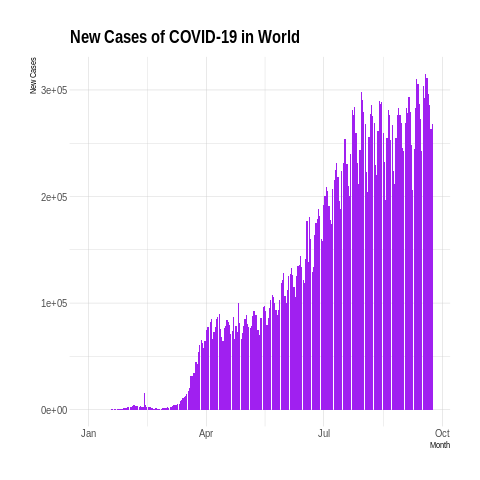 New Cases of COVID-19 in World
New Cases
3e+05
2e+05
1e+05
0e+00
Jan Apr Jul Oct
Month